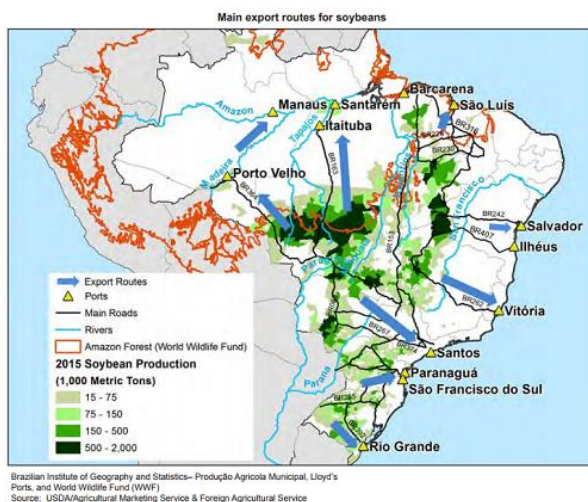 Main export routes for soybeans
Barcarena
Amazon
Manaus
Santarém
São Luís
Tapajós
Itaituba
BR316
BR230
Madeira
Porto Velho
BR163
BR364
São Francisco
BR153
BR242
Salvador
BR407
Ilhéus
Export Routes
Ports
Main Roads
Rivers
Amazon Forest (World Wildlife Fund)
2015 Soybean Production
(1,000 Metric Tons)
15 - 75
75 - 150
150 - 500
500 - 2,000
BR262
Vitória
BR267
BR374
Santos
Parana
Paranaguá
São Francisco do Sul
BR285
Rio Grande
Brazilian Institute of Geography and Statistics– Produção Agricola Municipal, Lloyd's
Ports, and World Wildlife Fund (WWF)
Source: USDA/Agricultural Marketing Service & Foreign Agricultural Service